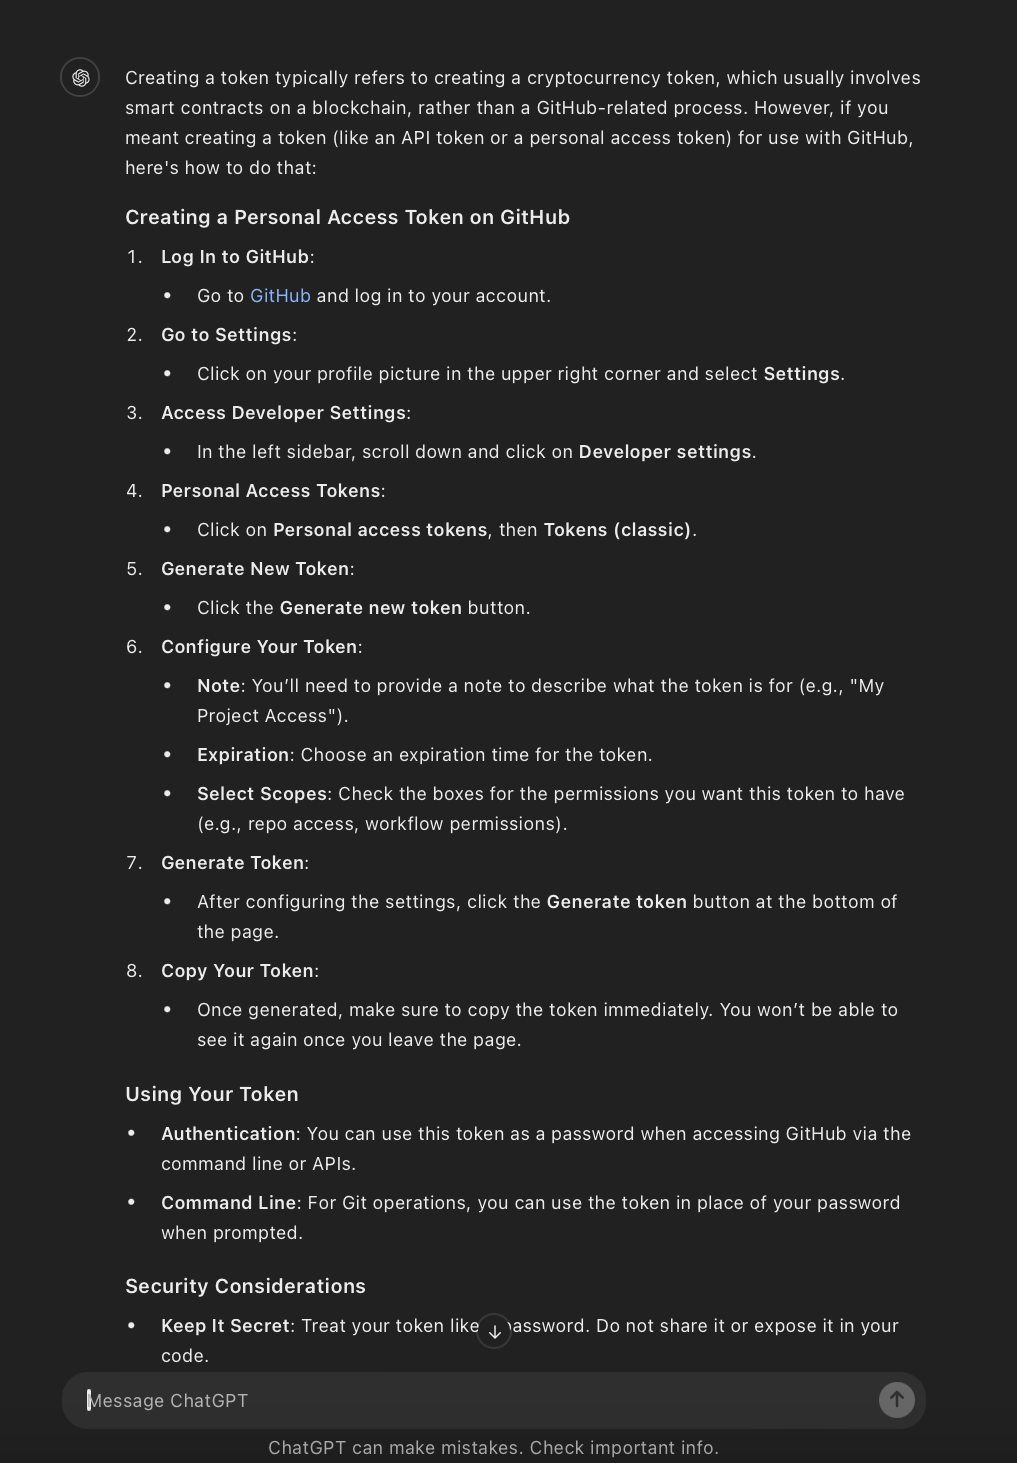 Creating a token typically refers to creating a cryptocurrency token, which usually involves
smart contracts on a blockchain, rather than a GitHub-related process. However, if you
meant creating a token (like an API token or a personal access token) for use with GitHub,
here's how to do that:
Creating a Personal Access Token on GitHub
1. Log In to GitHub:
• Go to GitHub and log in to your account.
2. Go to Settings:
• Click on your profile picture in the upper right corner and select Settings.
3. Access Developer Settings:
• In the left sidebar, scroll down and click on Developer settings.
4. Personal Access Tokens:
• Click on Personal access tokens, then Tokens (classic).
5. Generate New Token:
• Click the Generate new token button.
6. Configure Your Token:
• Note: You’ll need to provide a note to describe what the token is for (e.g., "My
Project Access").
• Expiration: Choose an expiration time for the token.
• Select Scopes: Check the boxes for the permissions you want this token to have
(e.g., repo access, workflow permissions).
7. Generate Token:
• After configuring the settings, click the Generate token button at the bottom of
the page.
8. Copy Your Token:
• Once generated, make sure to copy the token immediately. You won’t be able to
see it again once you leave the page.
Using Your Token
• Authentication: You can use this token as a password when accessing GitHub via the
command line or APIs.
• Command Line: For Git operations, you can use the token in place of your password
when prompted.
Security Considerations
• Keep It Secret: Treat your token like assword. Do not share it or expose it in your
code.
Message ChatGPT
ChatGPT can make mistakes. Check important info.